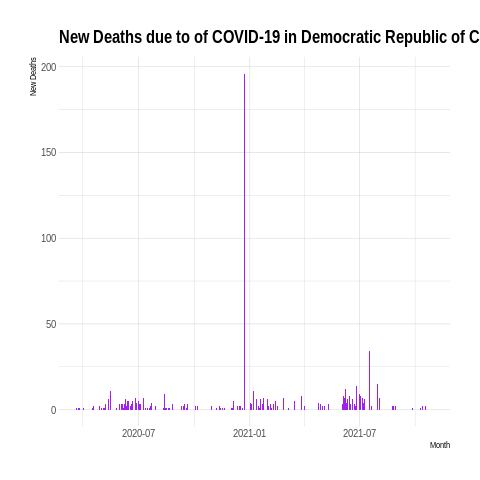 New Deaths due to of COVID-19 in Democratic Republic of C
New Deaths
200
150
100
50
0
2020-07
2021-01
2021-07
Month